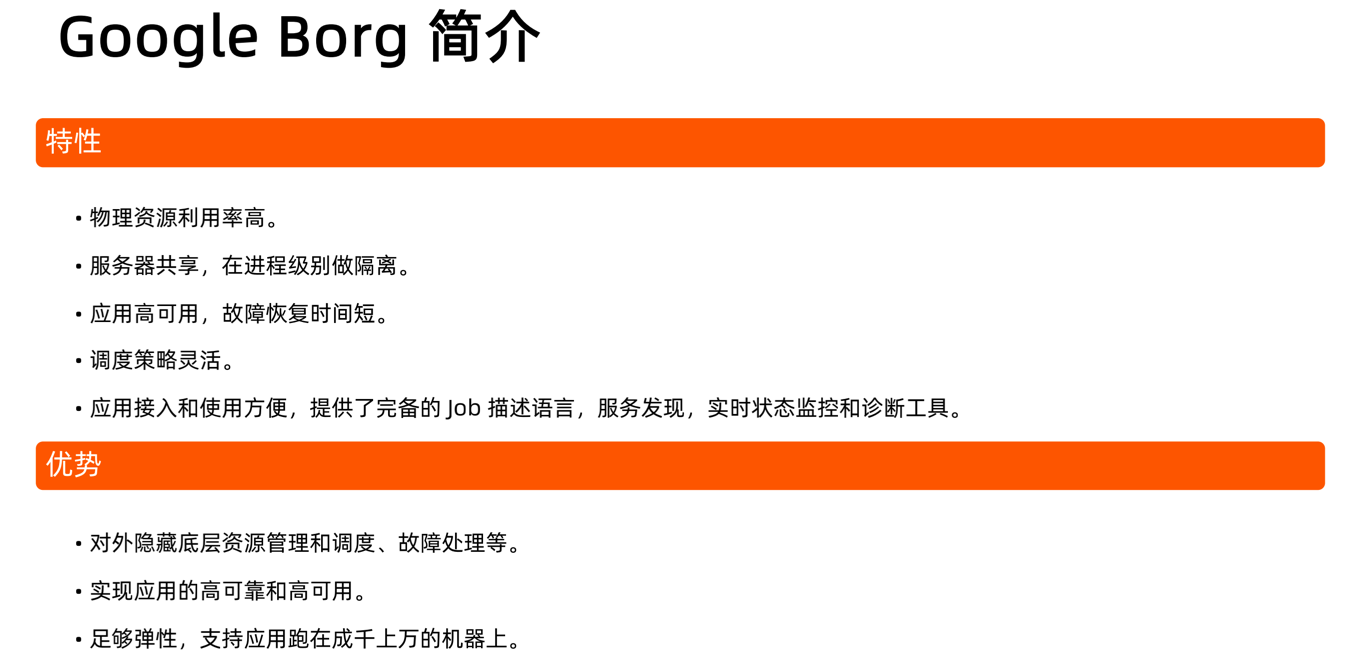 Google Borg 简介
特性
• 物理资源利用率高。
• 服务器共享，在进程级别做隔离。
• 应用高可用，故障恢复时间短。
• 调度策略灵活。
• 应用接入和使用方便，提供了完备的 Job 描述语言，服务发现，实时状态监控和诊断工具。
优势
• 对外隐藏底层资源管理和调度、故障处理等。
• 实现应用的高可靠和高可用。
• 足够弹性，支持应用跑在成千上万的机器上。